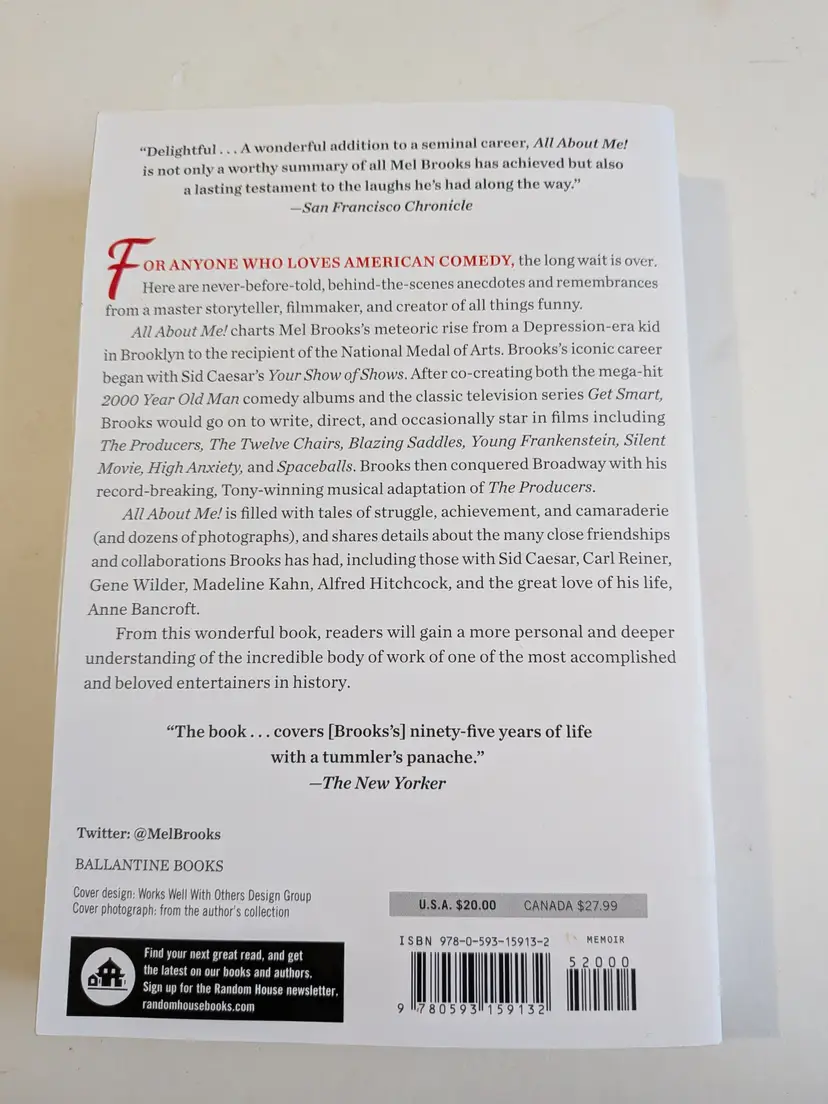 “Delightful . . . A wonderful addition to a seminal career, All About Me!
is not only a worthy summary of all Mel Brooks has achieved but also
a lasting testament to the laughs he’s had along the way.”
—San Francisco Chronicle
FOR ANYONE WHO LOVES AMERICAN COMEDY, the long wait is over.
Here are never-before-told, behind-the-scenes anecdotes and remembrances
from a master storyteller, filmmaker, and creator of all things funny.
All About Me! charts Mel Brooks’s meteoric rise from a Depression-era kid
in Brooklyn to the recipient of the National Medal of Arts. Brooks’s iconic career
began with Sid Caesar’s Your Show of Shows. After co-creating both the mega-hit
2000 Year Old Man comedy albums and the classic television series Get Smart,
Brooks would go on to write, direct, and occasionally star in films including
The Producers, The Twelve Chairs, Blazing Saddles, Young Frankenstein, Silent
Movie, High Anxiety, and Spaceballs. Brooks then conquered Broadway with his
record-breaking, Tony-winning musical adaptation of The Producers.
All About Me! is filled with tales of struggle, achievement, and camaraderie
(and dozens of photographs), and shares details about the many close friendships
and collaborations Brooks has had, including those with Sid Caesar, Carl Reiner,
Gene Wilder, Madeline Kahn, Alfred Hitchcock, and the great love of his life,
Anne Bancroft.
From this wonderful book, readers will gain a more personal and deeper
understanding of the incredible body of work of one of the most accomplished
and beloved entertainers in history.
“The book . . . covers [Brooks’s] ninety-five years of life
with a tummler’s panache.”
—The New Yorker
Twitter: @MelBrooks
BALLANTINE BOOKS
Cover design: Works Well With Others Design Group
Cover photograph: from the author’s collection
Find your next great read, and get
the latest on our books and authors.
Sign up for the Random House newsletter.
randomhousebooks.com
U.S.A. $20.00 CANADA $27.99
ISBN 978-0-593-15913-2 MEMOIR
52000
9 780593 159132